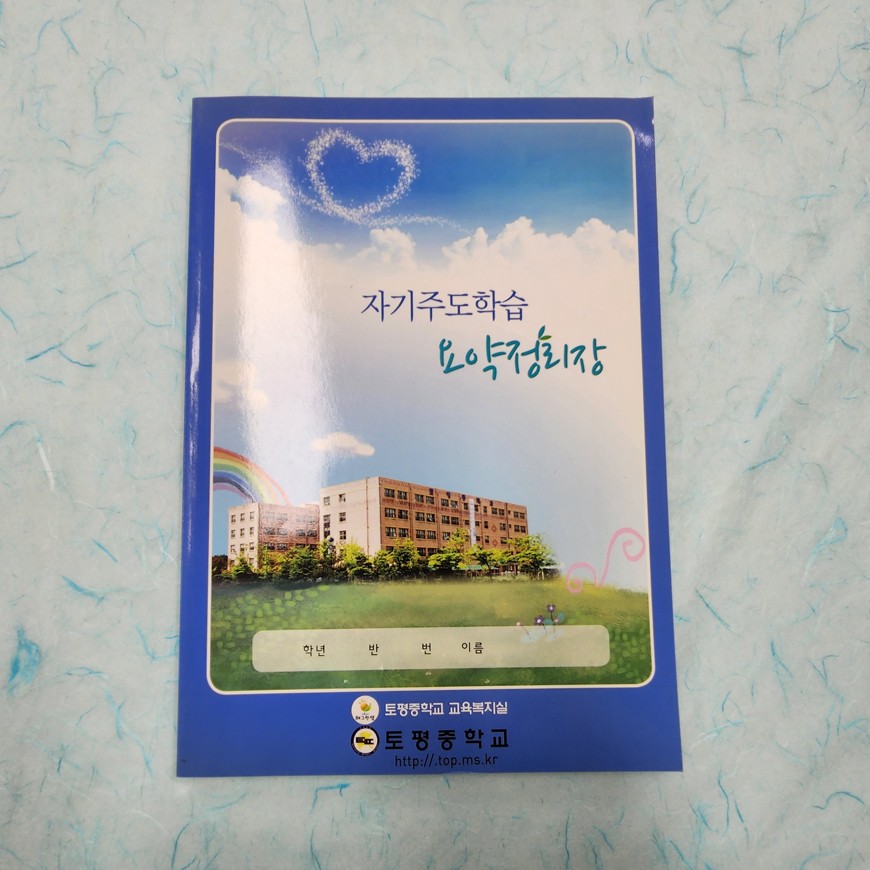 자기주도학습
요약정리장
학년 반 번 이름
토평중학교 교육복지실
토평중학교
http://.top.ms.kr